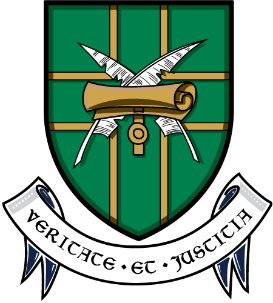 VERITATE · ET · JUSTITIA